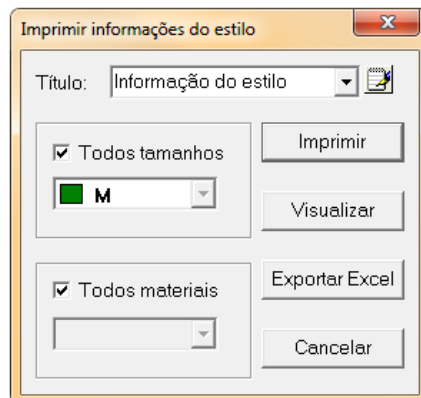 Imprimir informações do estilo
Título: Informação do estilo
Todos tamanhos
Imprimir
M
Visualizar
Todos materiais
Exportar Excel
Cancelar